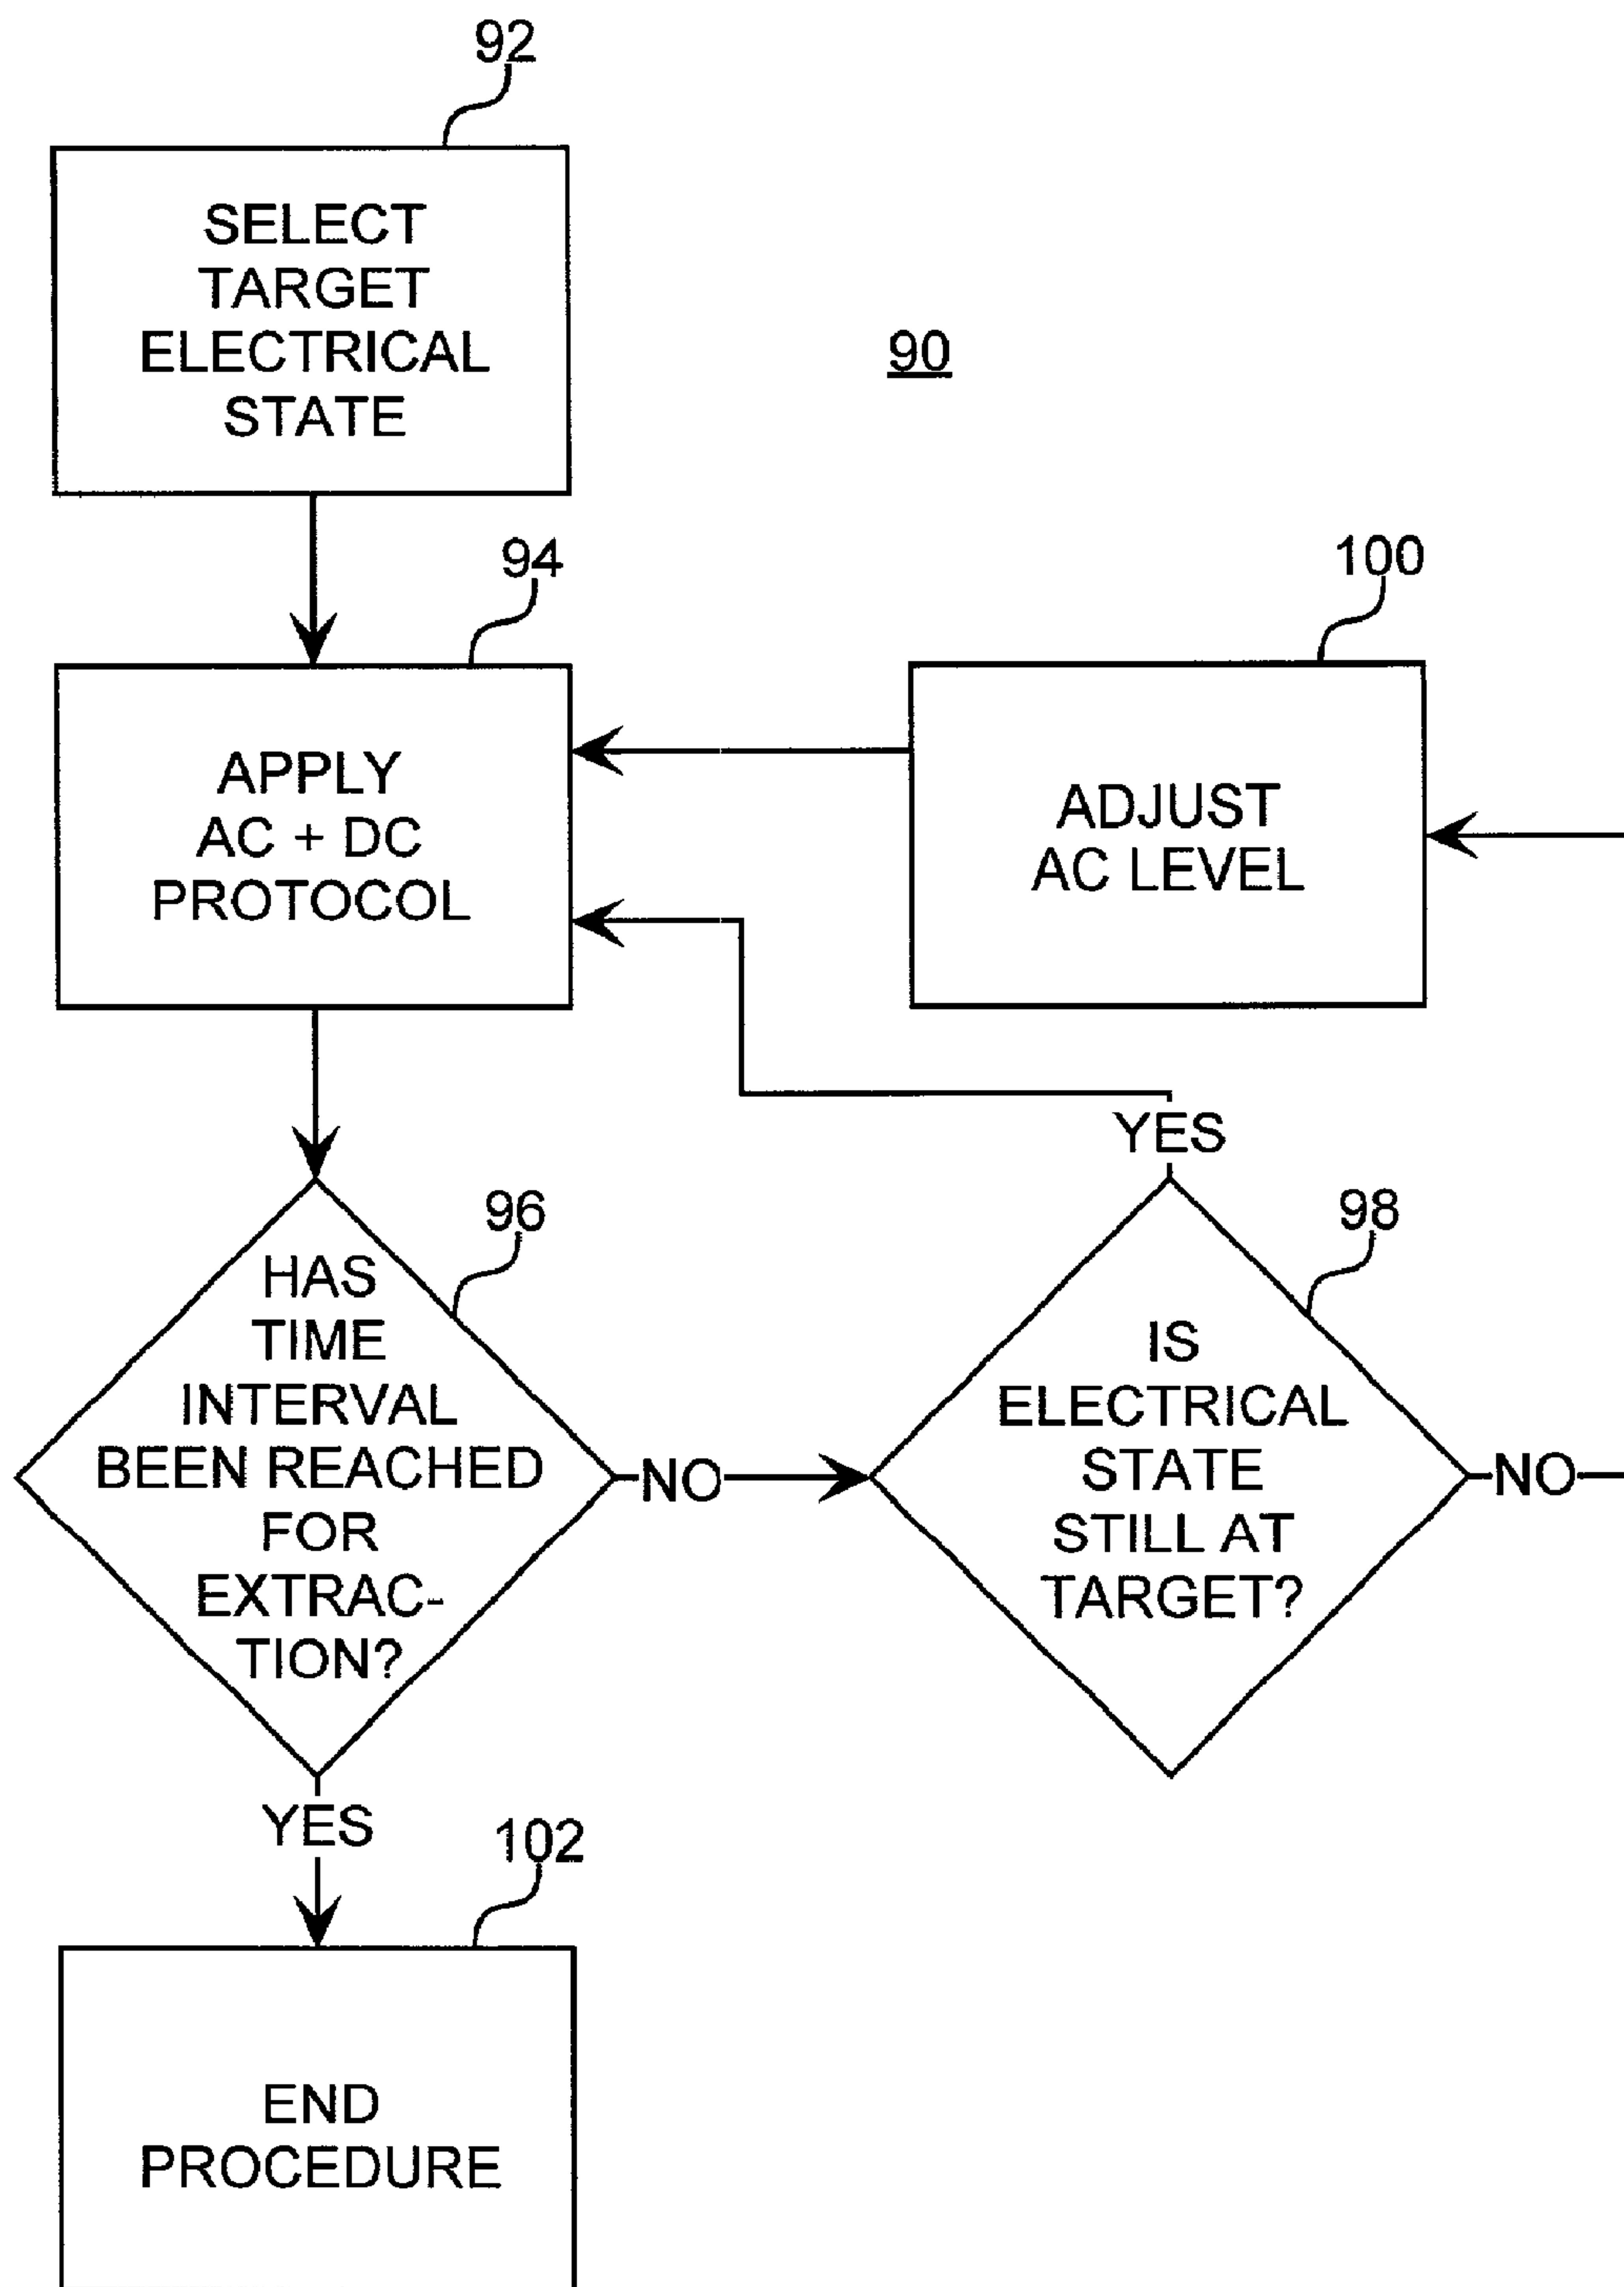 92
SELECT
TARGET
ELECTRICAL
STATE
90
94
APPLY
AC + DC
PROTOCOL
100
ADJUST
AC LEVEL
96
HAS
TIME
INTERVAL
BEEN REACHED
FOR
EXTRAC-
TION?
NO
YES
98
IS
ELECTRICAL
STATE
STILL AT
TARGET?
NO
YES
102
END
PROCEDURE